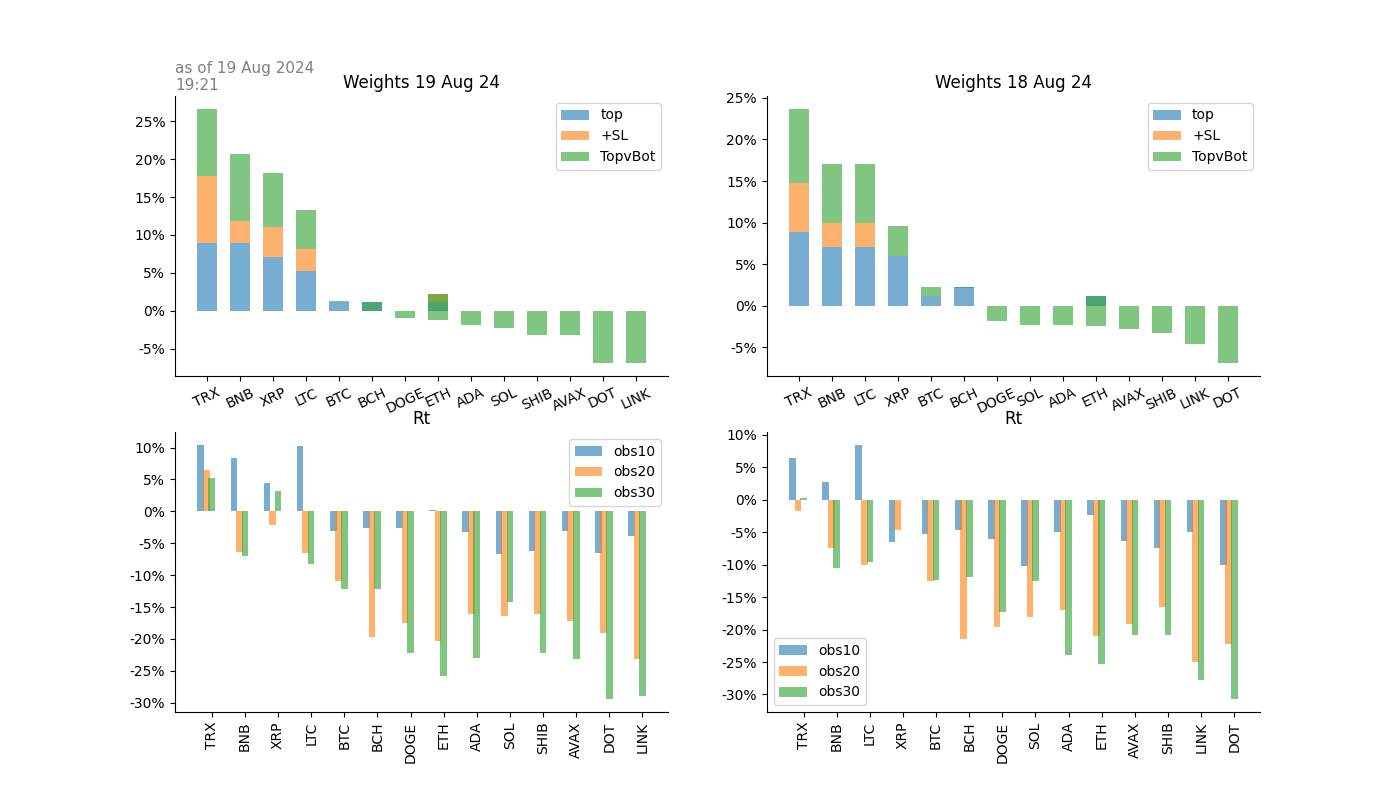 as of 19 Aug 2024
19:21
Weights 19 Aug 24
25%
20%
15%
10%
5%
0%
-5%
top
+SL
TopvBot
TRX
BNB
XRP
LTC
BTC
BCH
DOGE
ETH
ADA
SOL
SHIB
AVAX
DOT
LINK
Weights 18 Aug 24
25%
20%
15%
10%
5%
0%
-5%
top
+SL
TopvBot
TRX
BNB
LTC
XRP
BTC
BCH
DOGE
SOL
ADA
ETH
AVAX
SHIB
LINK
DOT
Rt
10%
5%
0%
-5%
-10%
-15%
-20%
-25%
-30%
obs10
obs20
obs30
TRX
BNB
XRP
LTC
BTC
BCH
DOGE
ETH
ADA
SOL
SHIB
AVAX
DOT
LINK
Rt
10%
5%
0%
-5%
-10%
-15%
-20%
-25%
-30%
obs10
obs20
obs30
TRX
BNB
LTC
XRP
BTC
BCH
DOGE
SOL
ADA
ETH
AVAX
SHIB
LINK
DOT